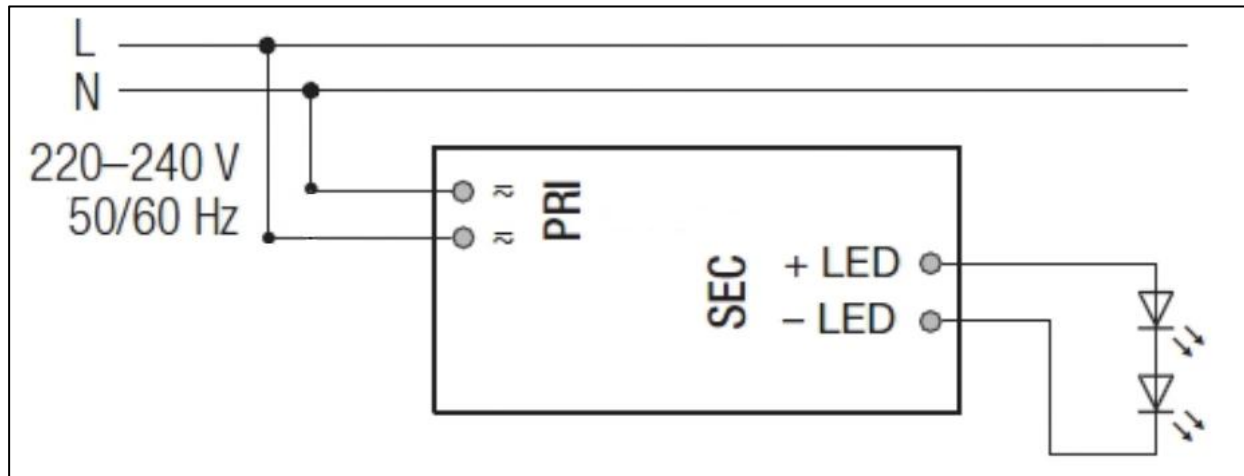 L
N
220–240 V
50/60 Hz
PRI
SEC
+ LED
– LED